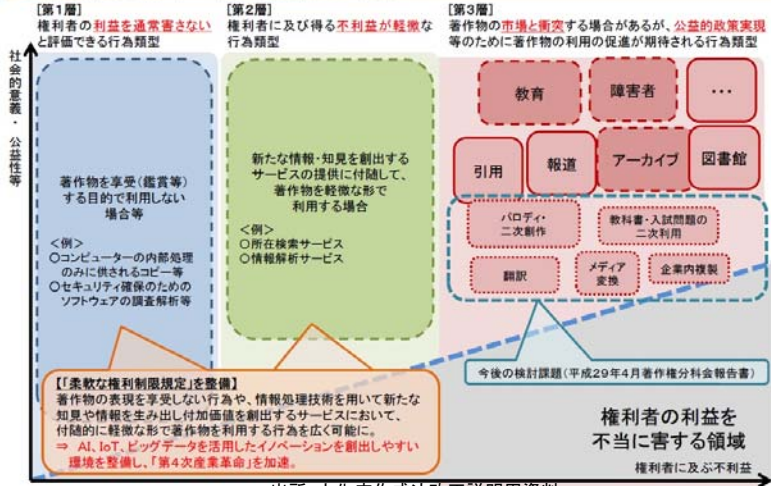 [第1層]
権利者の利益を通常害さない
と評価できる行為類型
[第2層]
権利者に及び得る不利益が軽微な
行為類型
[第3層]
著作物の市場と衝突する場合があるが、公益的政策実現
等のために著作物の利用の促進が期待される行為類型
社会的意義・公益性等
著作物を享受(鑑賞等)
する目的で利用しない
場合等
<例>
○コンピューターの内部処理
のみに供されるコピー等
○セキュリティ確保のための
ソフトウェアの調査解析等
新たな情報・知見を創出する
サービスの提供に付随して、
著作物を軽微な形で
利用する場合
<例>
○所在検索サービス
○情報解析サービス
教育
障害者
・・・
引用
報道
アーカイブ
図書館
パロディ・
二次創作
教科書・入試問題の
二次利用
翻訳
メディア
変換
企業内複製
今後の検討課題(平成29年4月著作権分科会報告書)
【「柔軟な権利制限規定」を整備】
著作物の表現を享受しない行為や、情報処理技術を用いて新たな
知見や情報を生み出し付加価値を創出するサービスにおいて、
付随的に軽微な形で著作物を利用する行為を広く可能に。
⇒ AI、IoT、ビッグデータを活用したイノベーションを創出しやすい
環境を整備し、「第4次産業革命」を加速。
権利者の利益を
不当に害する領域
権利者に及ぶ不利益